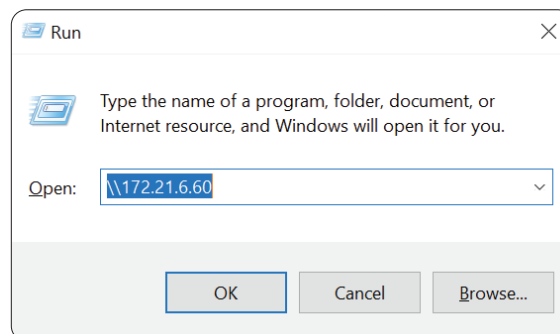 Run
Type the name of a program, folder, document, or
Internet resource, and Windows will open it for you.
Open: \\172.21.6.60
OK Cancel Browse...